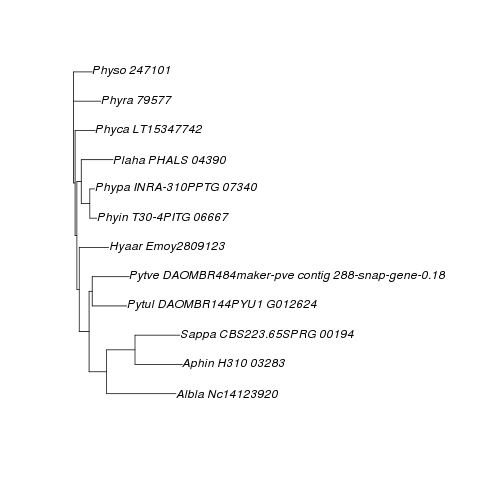 Physo 247101
Phyra 79577
Phyca LT15347742
Plaha PHALS 04390
Phypa INRA-310PPTG 07340
Phyin T30-4PITG 06667
Hyaar Emoy2809123
Pytve DAOMBR484maker-pve contig 288-snap-gene-0.18
Pytul DAOMBR144PYU1 G012624
Sappa CBS223.65SPRG 00194
Aphin H310 03283
Albla Nc14123920